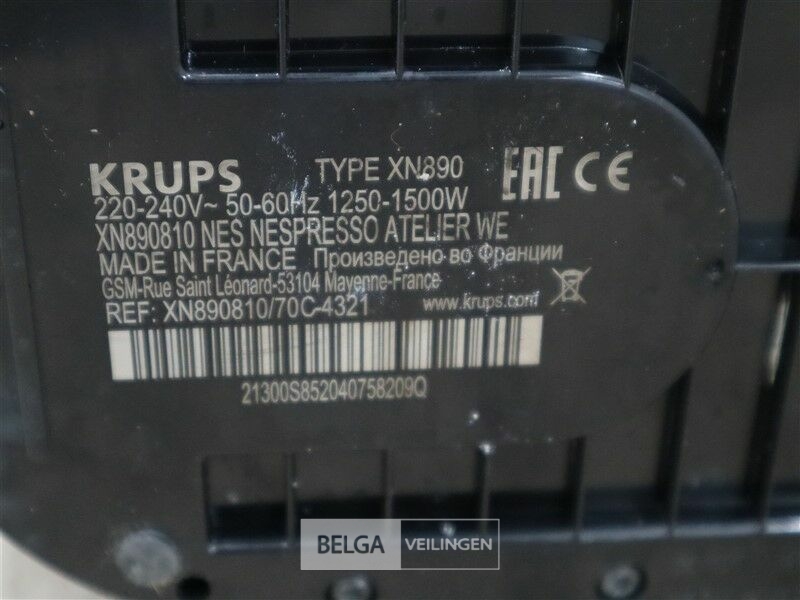 KRUPS TYPE XN890 EAC CE
220-240V~ 50-60Hz 1250-1500W
XN890810 NES NESPRESSO ATELIER WE
MADE IN FRANCE Произведено во Франции
GSM-Rue Saint Léonard-53104 Mayenne-France
REF: XN890810/70C-4321 www.krups.com
21300S852040758209Q
BELGA VEILINGEN